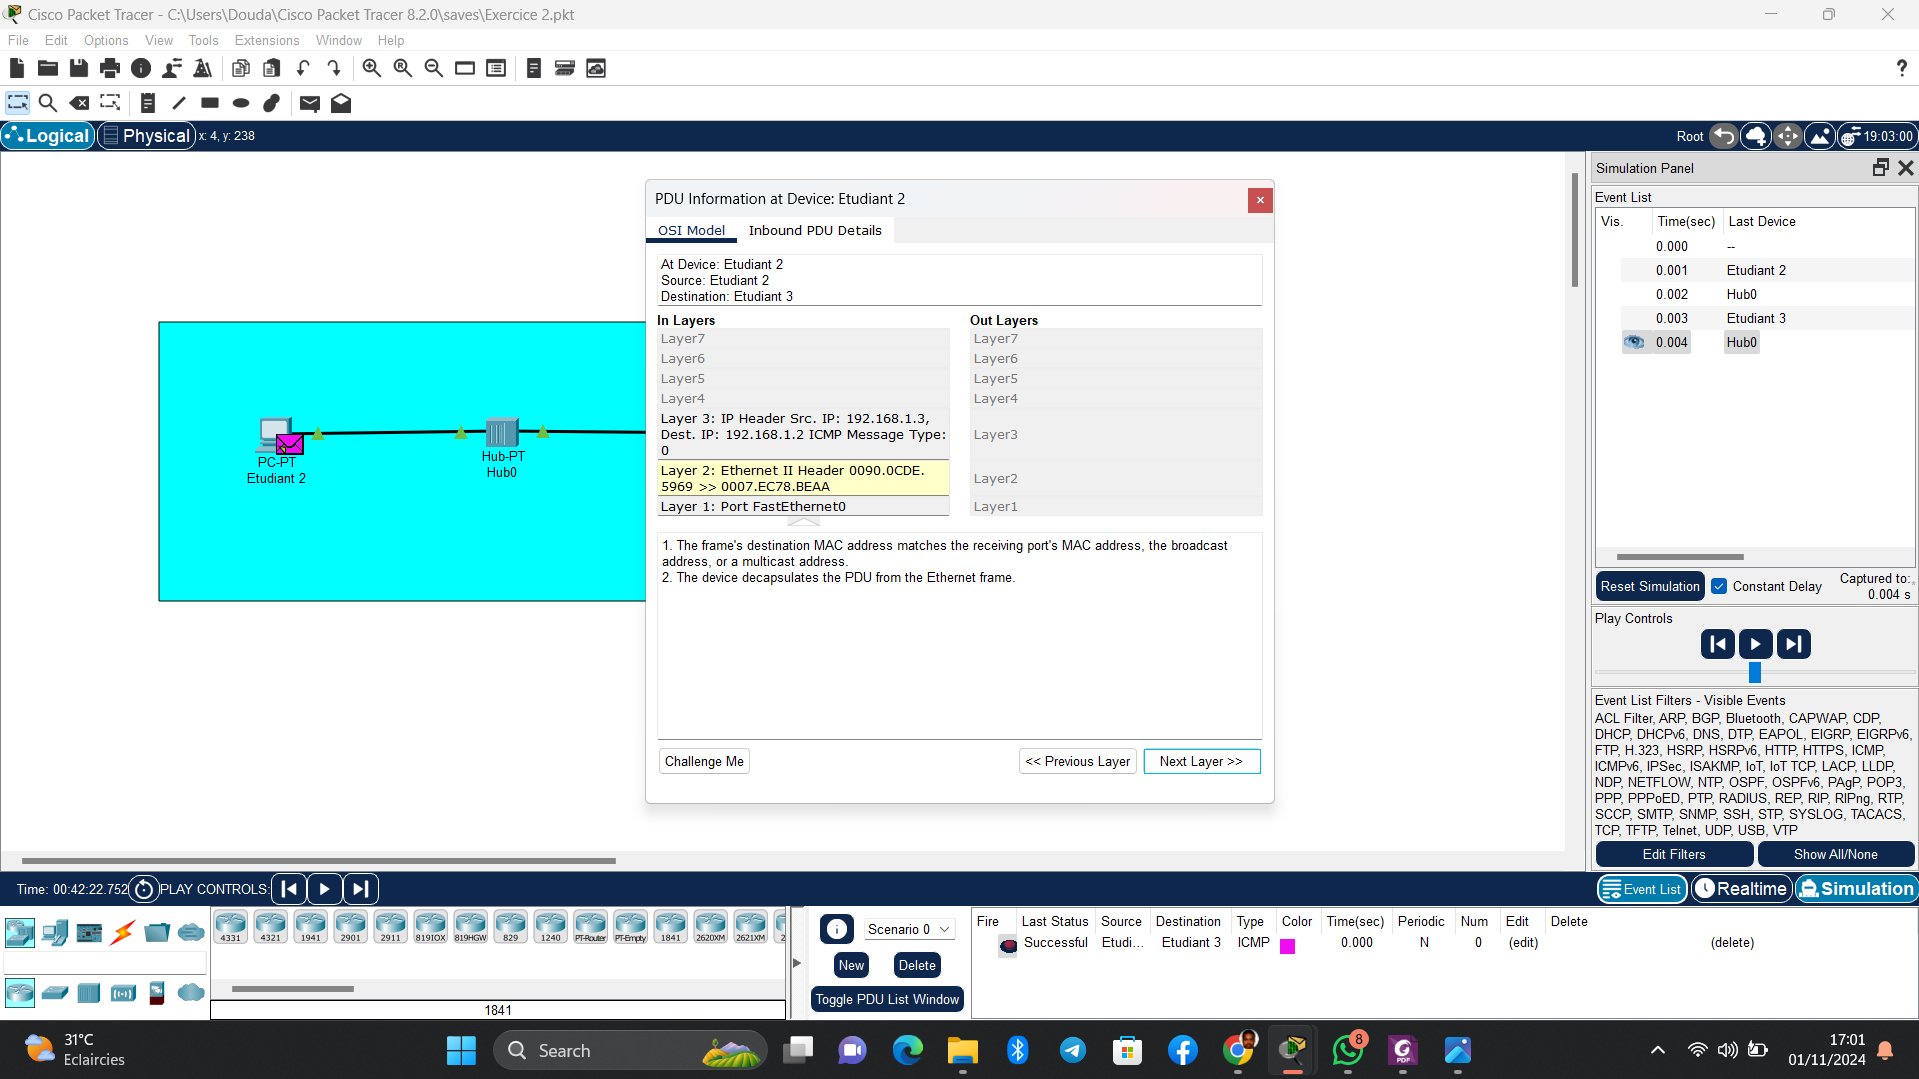 Cisco Packet Tracer - C:\Users\Douda\Cisco Packet Tracer 8.2.0\saves\Exercice 2.pkt
File Edit Options View Tools Extensions Window Help
?
Logical Physical x: 4, y: 238 Root 19:03:00
Simulation Panel
Event List
Vis. Time(sec) Last Device
0.000 --
0.001 Etudiant 2
0.002 Hub0
0.003 Etudiant 3
0.004 Hub0
Reset Simulation Constant Delay Captured to:
0.004 s
Play Controls
Event List Filters - Visible Events
ACL Filter, ARP, BGP, Bluetooth, CAPWAP, CDP,
DHCP, DHCPv6, DNS, DTP, EAPOL, EIGRP, EIGRPv6,
FTP, H.323, HSRP, HSRPv6, HTTP, HTTPS, ICMP,
ICMPv6, IPSec, ISAKMP, IoT, IoT TCP, LACP, LLDP,
NDP, NETFLOW, NTP, OSPF, OSPFv6, PAgP, POP3,
PPP, PPPoED, PTP, RADIUS, REP, RIP, RIPng, RTP,
SCCP, SMTP, SNMP, SSH, STP, SYSLOG, TACACS,
TCP, TFTP, Telnet, UDP, USB, VTP
Edit Filters Show All/None
PC-PT
Etudiant 2
Hub-PT
Hub0
PDU Information at Device: Etudiant 2
OSI Model Inbound PDU Details
At Device: Etudiant 2
Source: Etudiant 2
Destination: Etudiant 3
In Layers Out Layers
Layer7 Layer7
Layer6 Layer6
Layer5 Layer5
Layer4 Layer4
Layer 3: IP Header Src. IP: 192.168.1.3,
Dest. IP: 192.168.1.2 ICMP Message Type:
0
Layer3
Layer 2: Ethernet II Header 0090.0CDE.
5969 >> 0007.EC78.BEAA
Layer2
Layer 1: Port FastEthernet0 Layer1
1. The frame's destination MAC address matches the receiving port's MAC address, the broadcast
address, or a multicast address.
2. The device decapsulates the PDU from the Ethernet frame.
Challenge Me << Previous Layer Next Layer >>
Time: 00:42:22.752 PLAY CONTROLS: Event List Realtime Simulation
4331 4321 1941 2901 2911 819IOX 819HGW 829 1240 PT-Router PT-Empty 1841 2620XM 2621XM 2
1841
Scenario 0
New Delete
Toggle PDU List Window
Fire Last Status Source Destination Type Color Time(sec) Periodic Num Edit Delete
Successful Etudi... Etudiant 3 ICMP 0.000 N 0 (edit) (delete)
31°C
Eclaircies
Search
8
PDF
17:01
01/11/2024